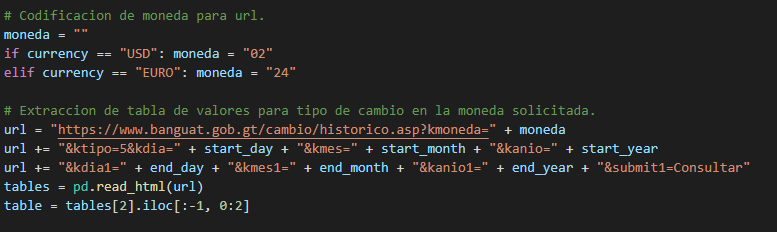 # Codificacion de moneda para url.
moneda = ""
if currency == "USD": moneda = "02"
elif currency == "EURO": moneda = "24"
# Extraccion de tabla de valores para tipo de cambio en la moneda solicitada.
url = "https://www.banguat.gob.gt/cambio/historico.asp?kmoneda=" + moneda
url += "&ktipo=5&kdia=" + start_day + "&kmes=" + start_month + "&kanio=" + start_year
url += "&kdia1=" + end_day + "&kmes1=" + end_month + "&kanio1=" + end_year + "&submit1=Consultar"
tables = pd.read_html(url)
table = tables[2].iloc[:-1, 0:2]